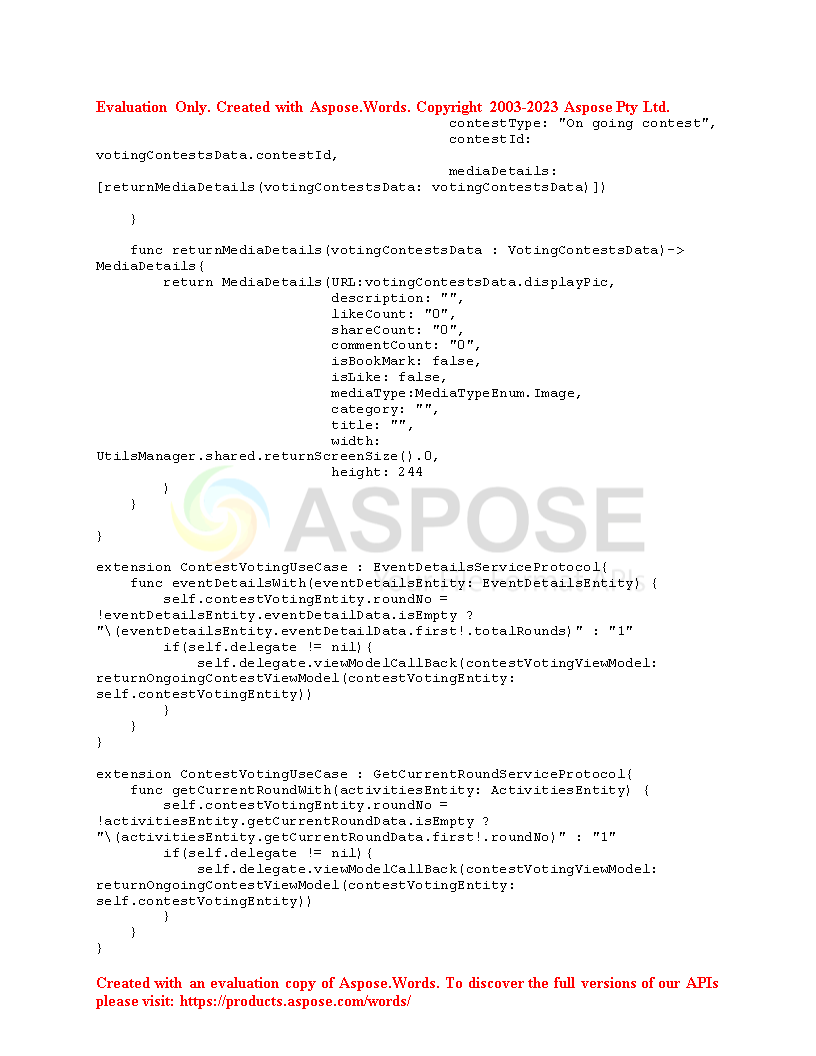 Evaluation Only. Created with Aspose.Words. Copyright 2003-2023 Aspose Pty Ltd.
contestType: "On going contest",
contestId:
votingContestsData.contestId,
mediaDetails:
[returnMediaDetails(votingContestsData: votingContestsData)])
}
func returnMediaDetails(votingContestsData : VotingContestsData)->
MediaDetails{
return MediaDetails(URL:votingContestsData.displayPic,
description: "",
likeCount: "0",
shareCount: "0",
commentCount: "0",
isBookMark: false,
isLike: false,
mediaType:MediaTypeEnum.Image,
category: "",
title: "",
width:
UtilsManager.shared.returnScreenSize().0,
height: 244
)
}
ASPOSE
}
extension ContestVotingUseCase : EventDetailsServiceProtocol{
func eventDetailsWith(eventDetailsEntity: EventDetailsEntity) {
self.contestVotingEntity.roundNo =
!eventDetailsEntity.eventDetailData.isEmpty ?
"\(eventDetailsEntity.eventDetailData.first!.totalRounds)" : "1"
if(self.delegate != nil){
self.delegate.viewModelCallBack(contestVotingViewModel:
returnOngoingContestViewModel(contestVotingEntity:
self.contestVotingEntity))
}
}
}
extension ContestVotingUseCase : GetCurrentRoundServiceProtocol{
func getCurrentRoundWith(activitiesEntity: ActivitiesEntity) {
self.contestVotingEntity.roundNo =
!activitiesEntity.getCurrentRoundData.isEmpty ?
"\(activitiesEntity.getCurrentRoundData.first!.roundNo)" : "1"
if(self.delegate != nil){
self.delegate.viewModelCallBack(contestVotingViewModel:
returnOngoingContestViewModel(contestVotingEntity:
self.contestVotingEntity))
}
}
}
Created with an evaluation copy of Aspose.Words. To discover the full versions of our APIs
please visit: https://products.aspose.com/words/